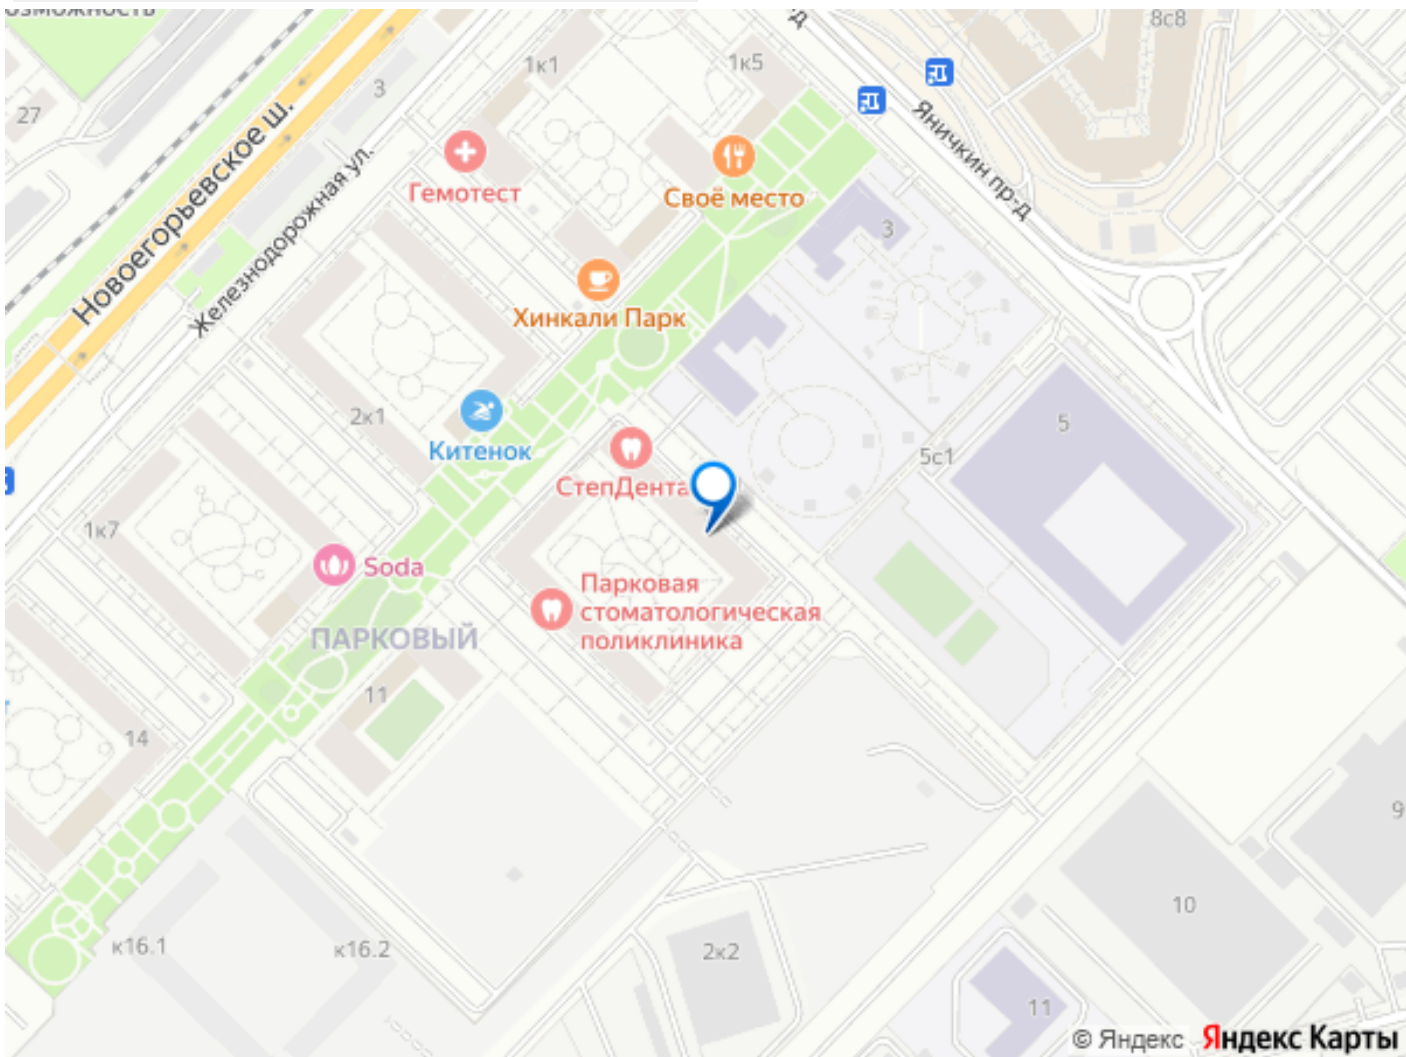 8с8
1к1
1к5
3
27
Яничкин пр-д
Новоегорьевское ш.
Железнодорожная ул.
Гемотест
Своё место
3
Хинкали Парк
2к1
Китенок
5
5с1
СтепДента
1к7
Soda
Парковая
стоматологическая
поликлиника
ПАРКОВЫЙ
11
14
9
10
к16.1
к16.2
2к2
11
© Яндекс Яндекс Карты